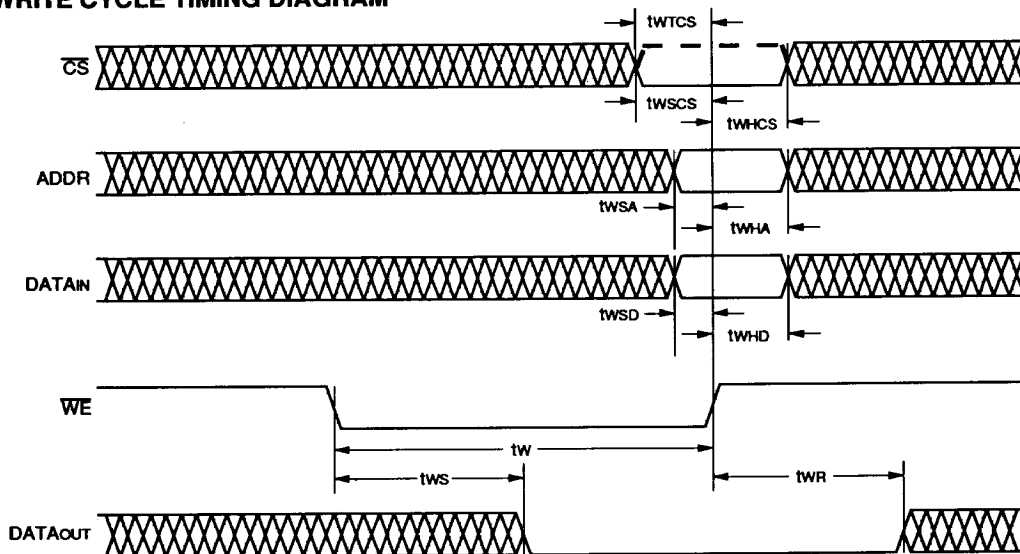 WRITE CYCLE TIMING DIAGRAM
tWTCS
CS
tWSCS
tWHCS
ADDR
tWSA
tWHA
DATAIN
tWSD
tWHD
WE
tW
tWS
tWR
DATAOUT